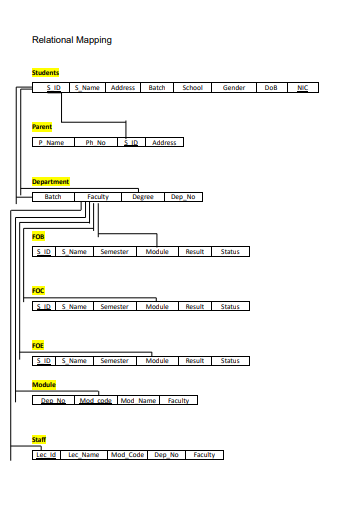 Relational Mapping
Students
S_ID S_Name Address Batch School Gender DoB NIC
Parent
P_Name Ph_No S_ID Address
Department
Batch Faculty Degree Dep_No
FOB
S_ID S_Name Semester Module Result Status
FOC
S_ID S_Name Semester Module Result Status
FOE
S_ID S_Name Semester Module Result Status
Module
Dep_No Mod_code Mod_Name Faculty
Staff
Lec_Id Lec_Name Mod_Code Dep_No Faculty